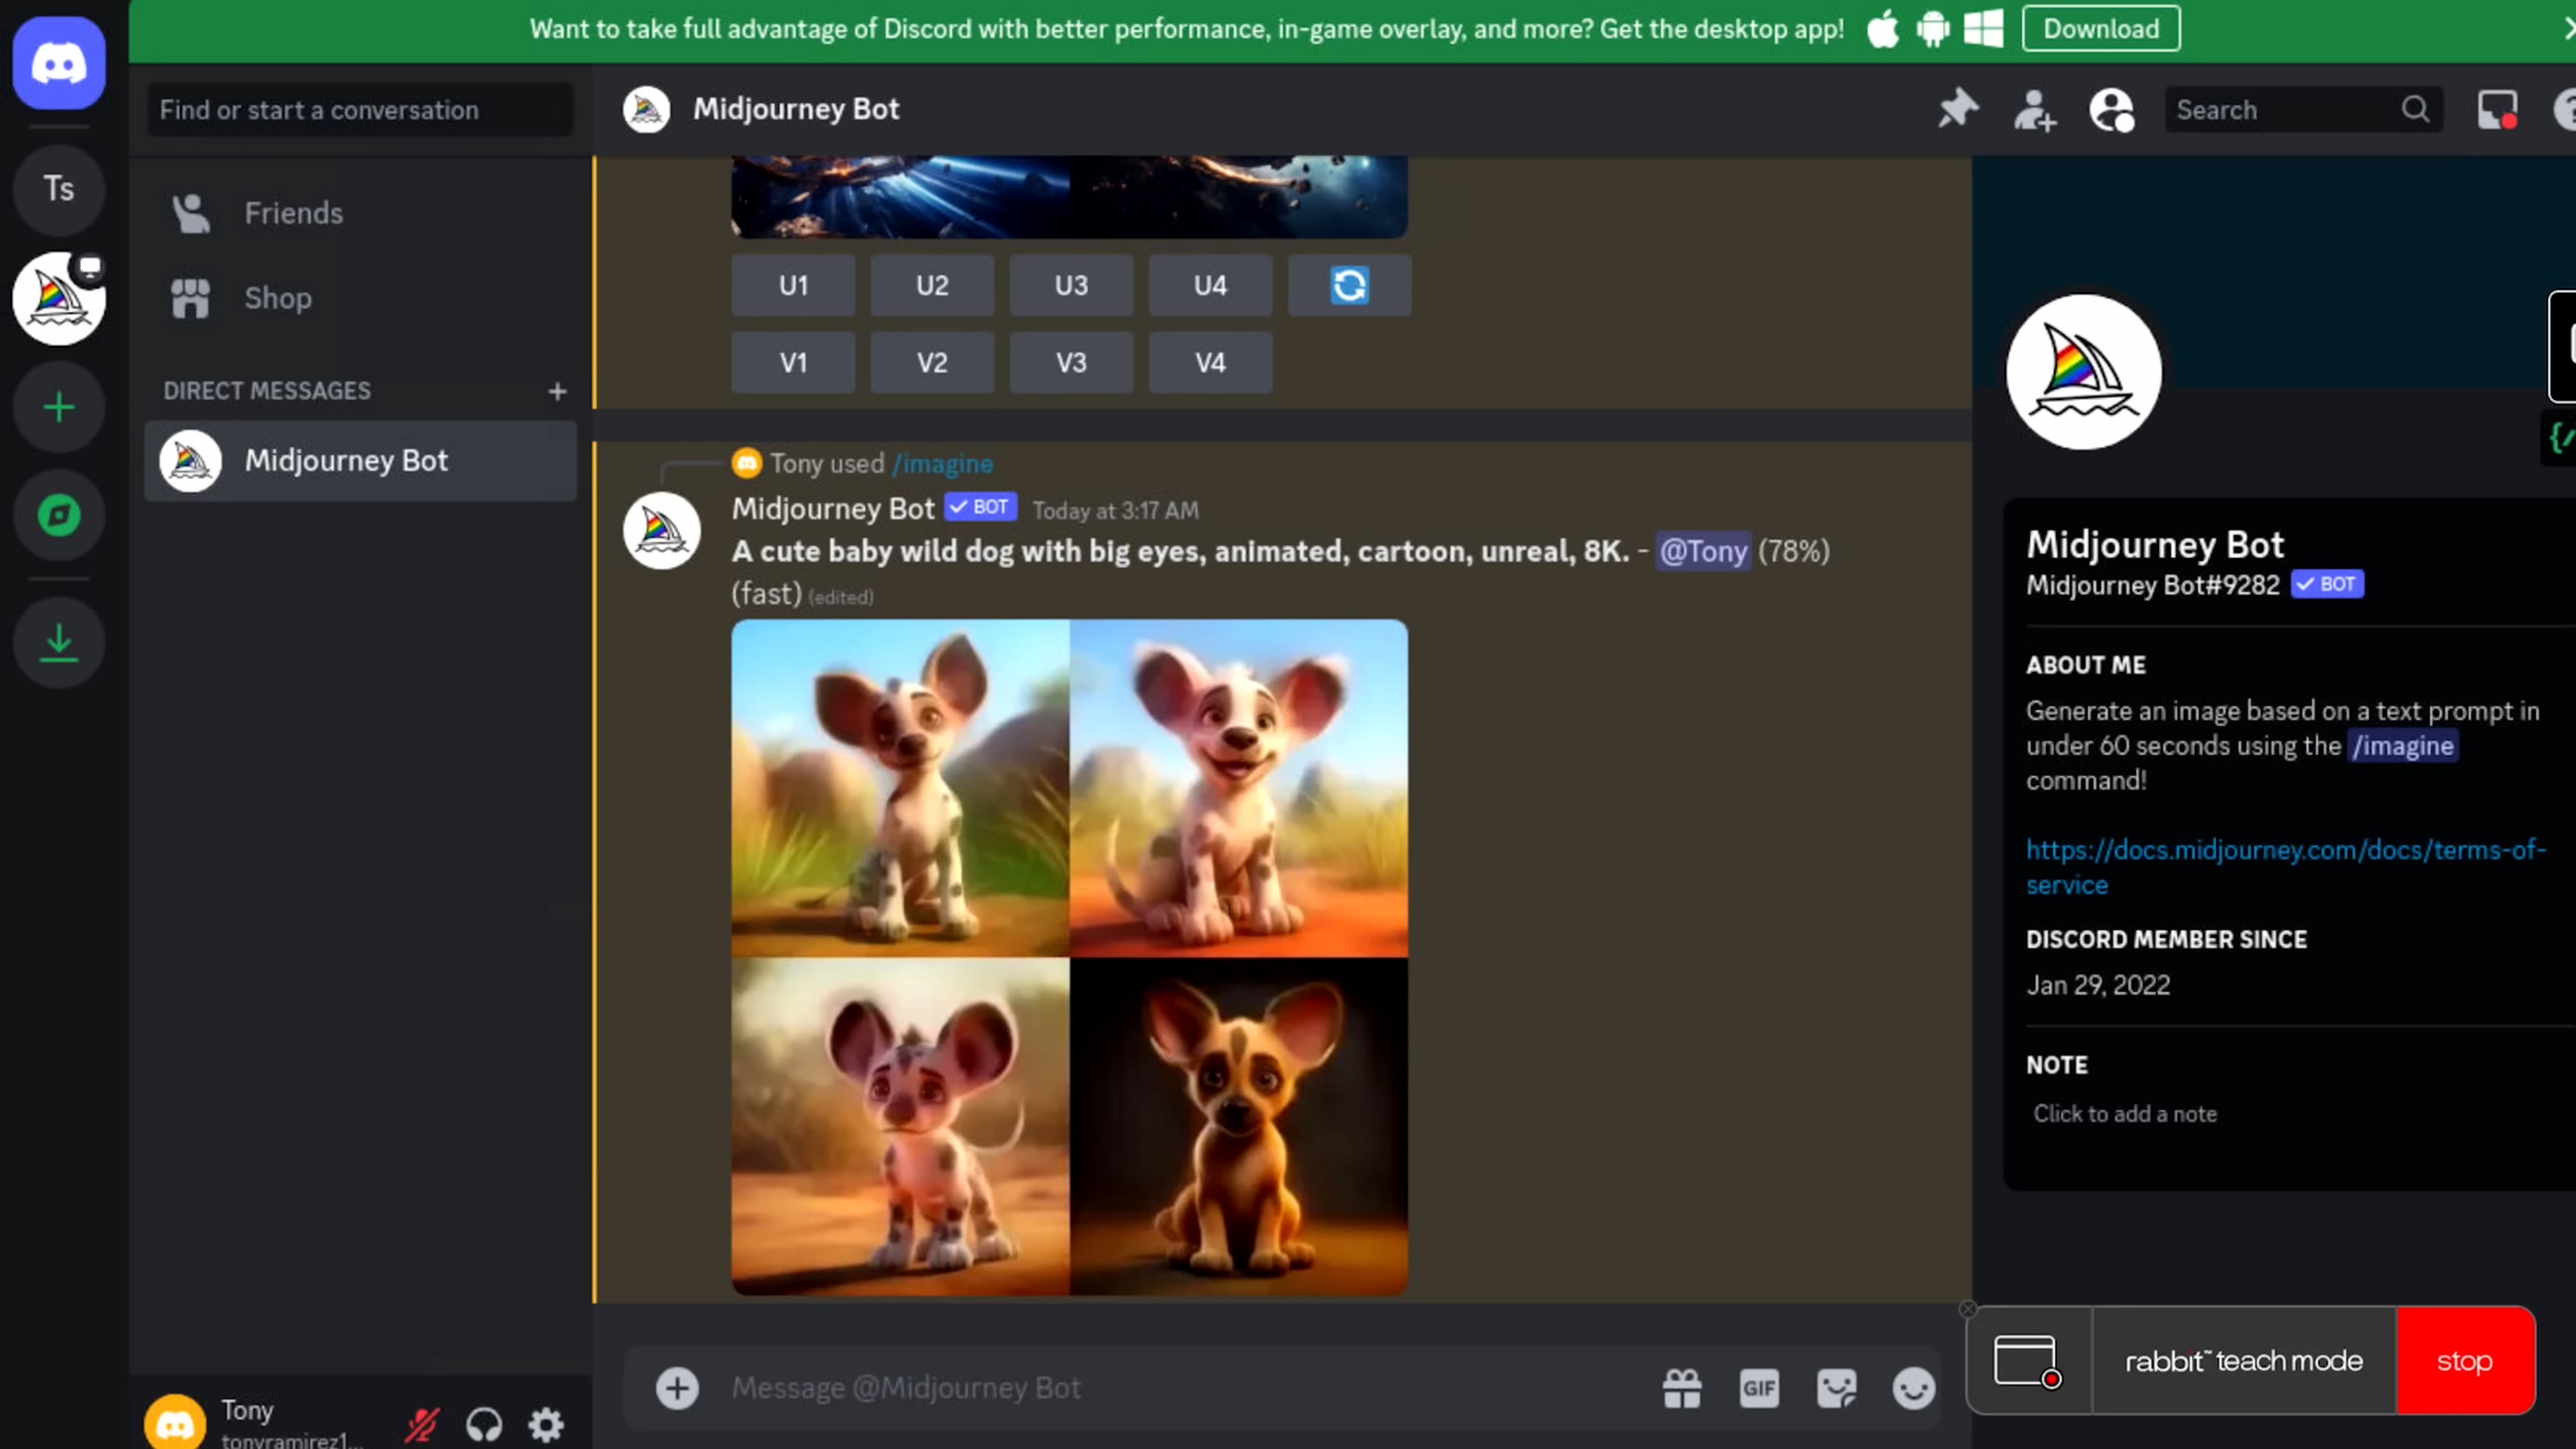 Want to take full advantage of Discord with better performance, in-game overlay, and more? Get the desktop app!
Download
Find or start a conversation
Midjourney Bot
Search
Ts
Friends
Shop
DIRECT MESSAGES
Midjourney Bot
U1 U2 U3 U4
V1 V2 V3 V4
Tony used /imagine
Midjourney Bot BOT Today at 3:17 AM
A cute baby wild dog with big eyes, animated, cartoon, unreal, 8K. - @Tony (78%)
(fast) (edited)
Message @Midjourney Bot
GIF
Tony
tonyramirez1...
Midjourney Bot
Midjourney Bot#9282 BOT
ABOUT ME
Generate an image based on a text prompt in
under 60 seconds using the /imagine
command!
https://docs.midjourney.com/docs/terms-of-
service
DISCORD MEMBER SINCE
Jan 29, 2022
NOTE
Click to add a note
rabbit™ teach mode
stop